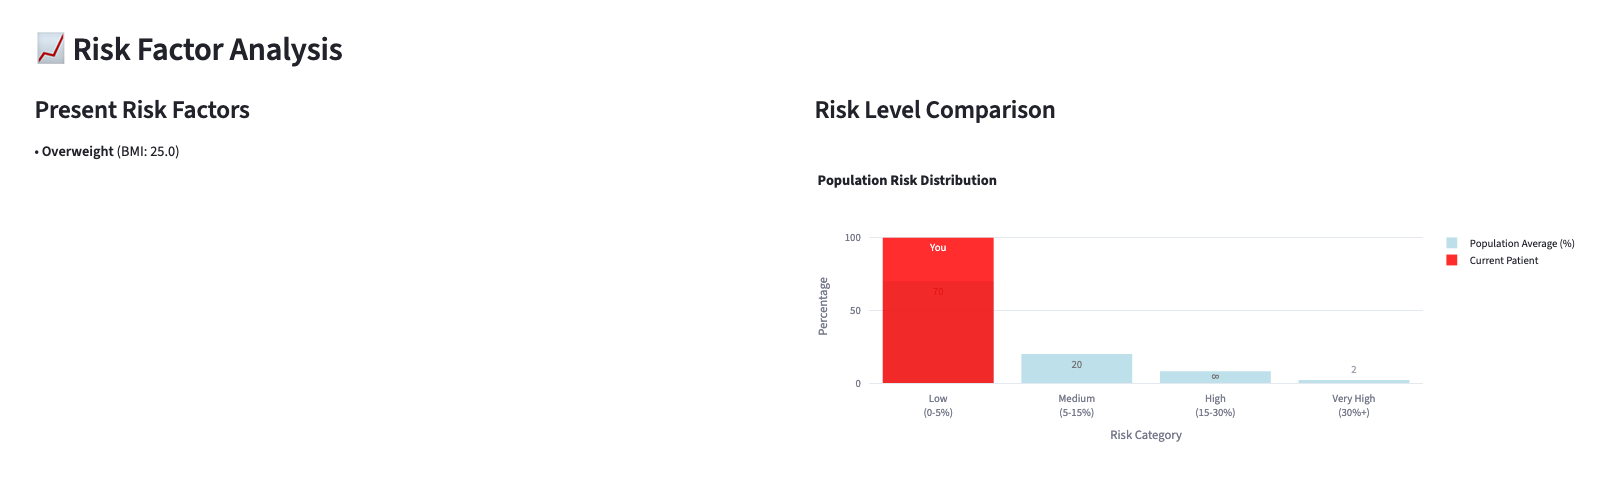 📈 Risk Factor Analysis
Present Risk Factors
• Overweight (BMI: 25.0)
Risk Level Comparison
Population Risk Distribution
Percentage
100
50
0
You
70
20
8
2
Low
(0-5%)
Medium
(5-15%)
High
(15-30%)
Very High
(30%+)
Risk Category
Population Average (%)
Current Patient